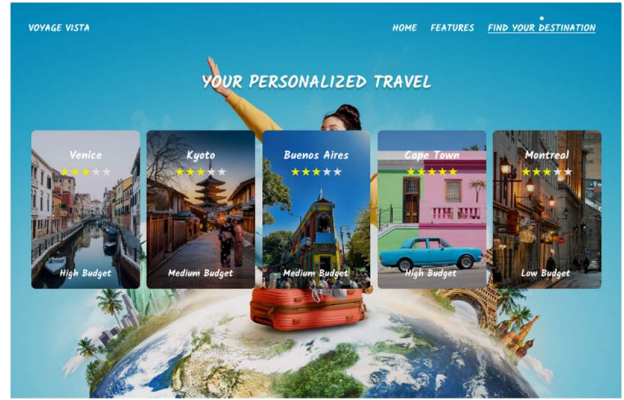 VOYAGE VISTA
HOME FEATURES FIND YOUR DESTINATION
YOUR PERSONALIZED TRAVEL
Venice
Kyoto
Buenos Aires
Cape Town
Montreal
High Budget
Medium Budget
Medium Budget
High Budget
Low Budget